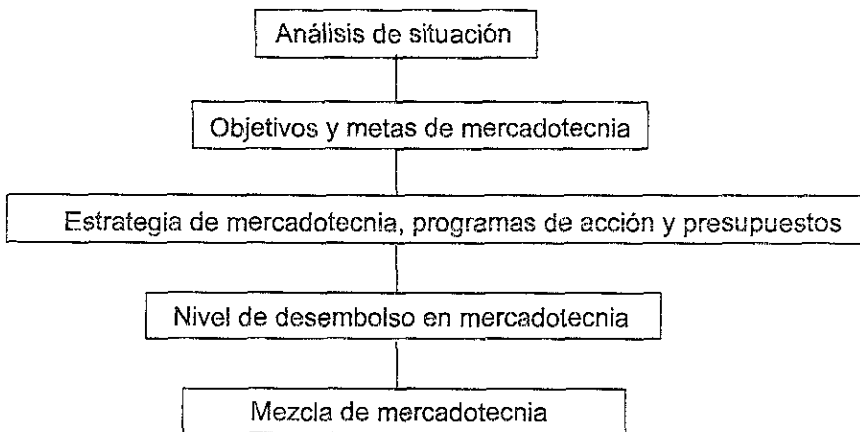 Análisis de situación
Objetivos y metas de mercadotecnia
Estrategia de mercadotecnia, programas de acción y presupuestos
Nivel de desembolso en mercadotecnia
Mezcla de mercadotecnia